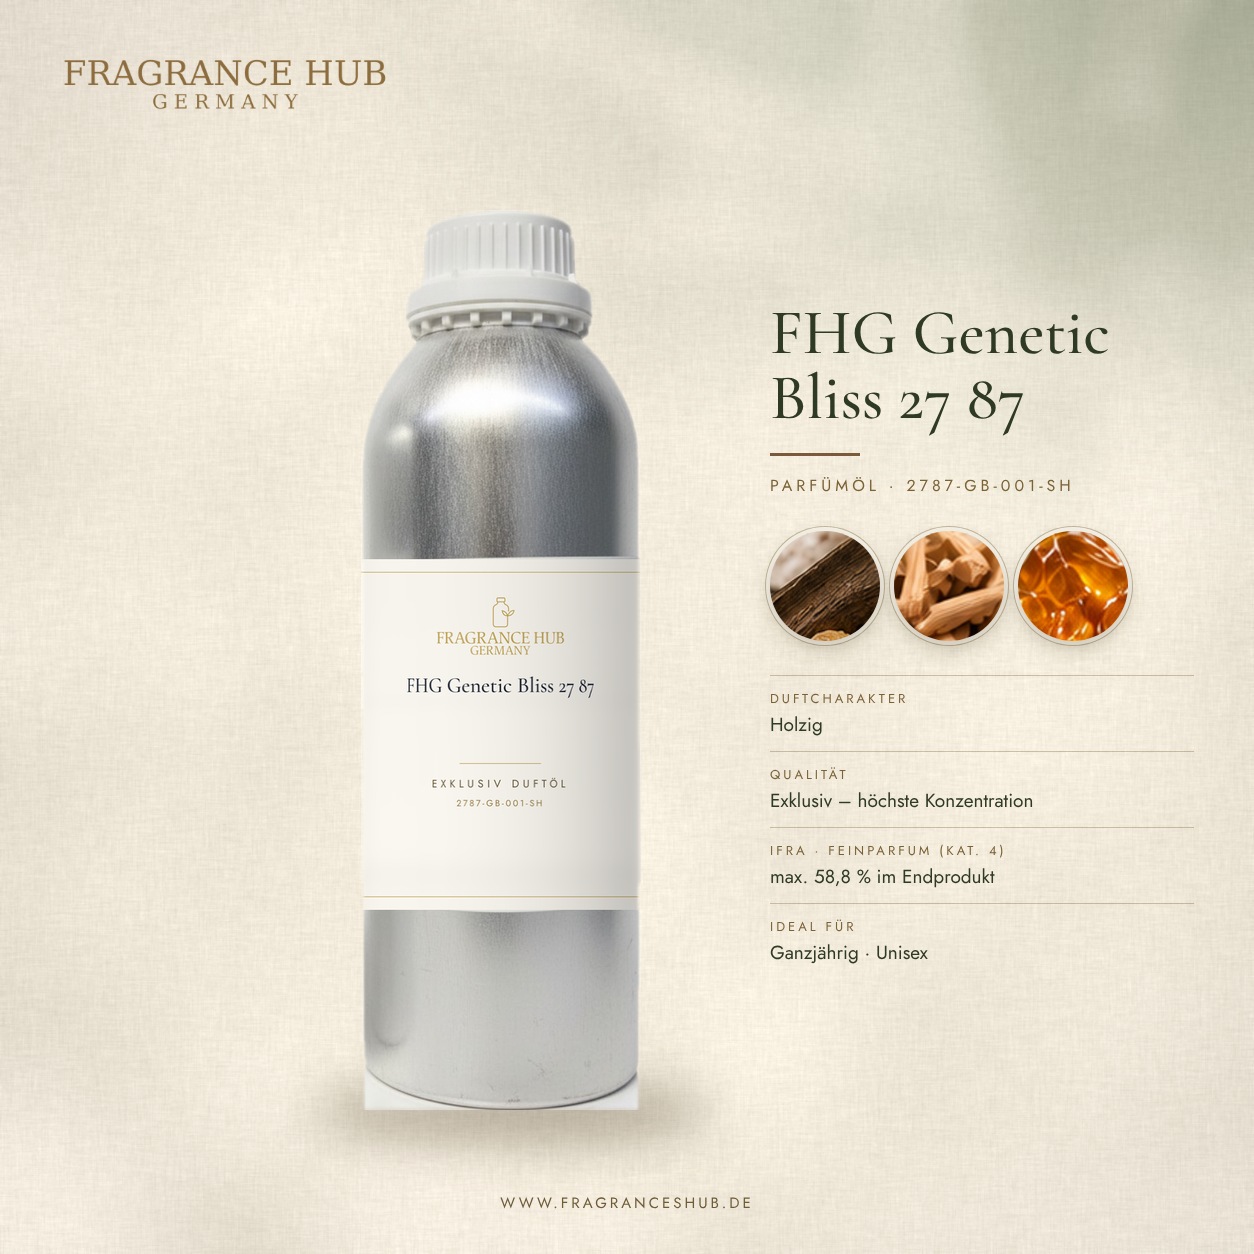 FRAGRANCE HUB
GERMANY
FHG Genetic
Bliss 27 87
PARFÜMÖL · 2787-GB-001-SH
DUFTCHARAKTER
Holzig
QUALITÄT
Exklusiv – höchste Konzentration
IFRA · FEINPARFUM (KAT. 4)
max. 58,8 % im Endprodukt
IDEAL FÜR
Ganzjährig · Unisex
FRAGRANCE HUB
GERMANY
FHG Genetic Bliss 27 87
EXKLUSIV DUFTÖL
2787-GB-001-SH
WWW.FRAGRANCESHUB.DE